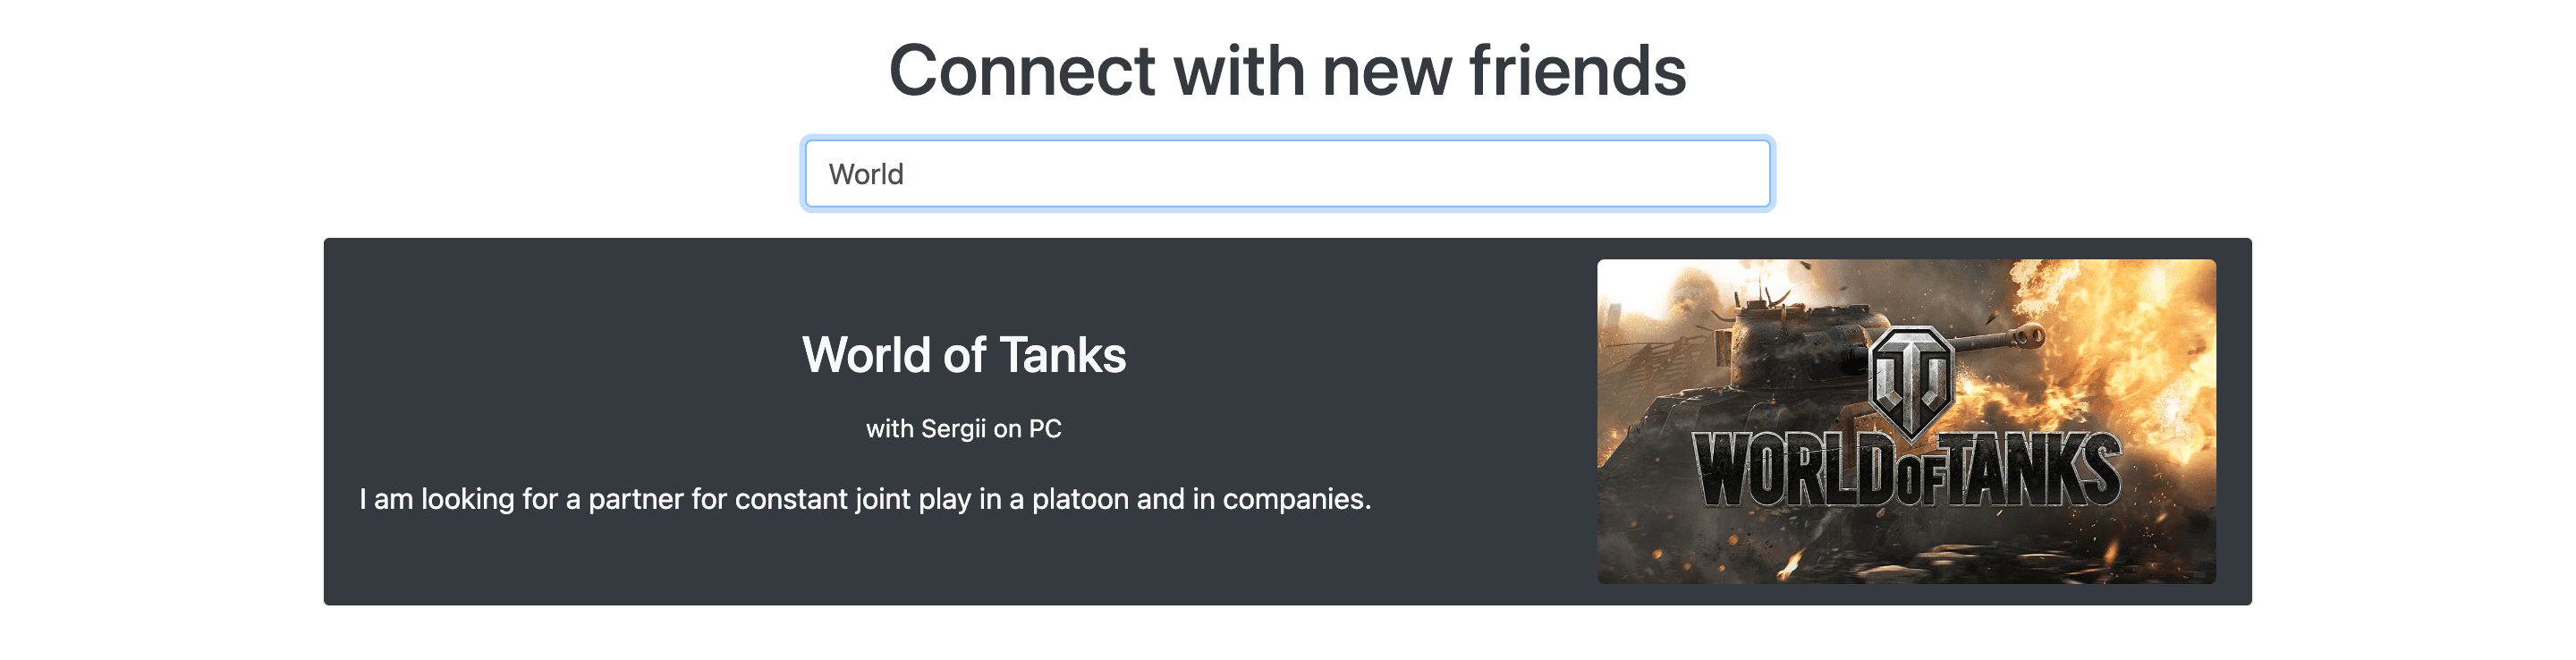 Connect with new friends
World
World of Tanks
with Sergii on PC
I am looking for a partner for constant joint play in a platoon and in companies.
WORLD OF TANKS